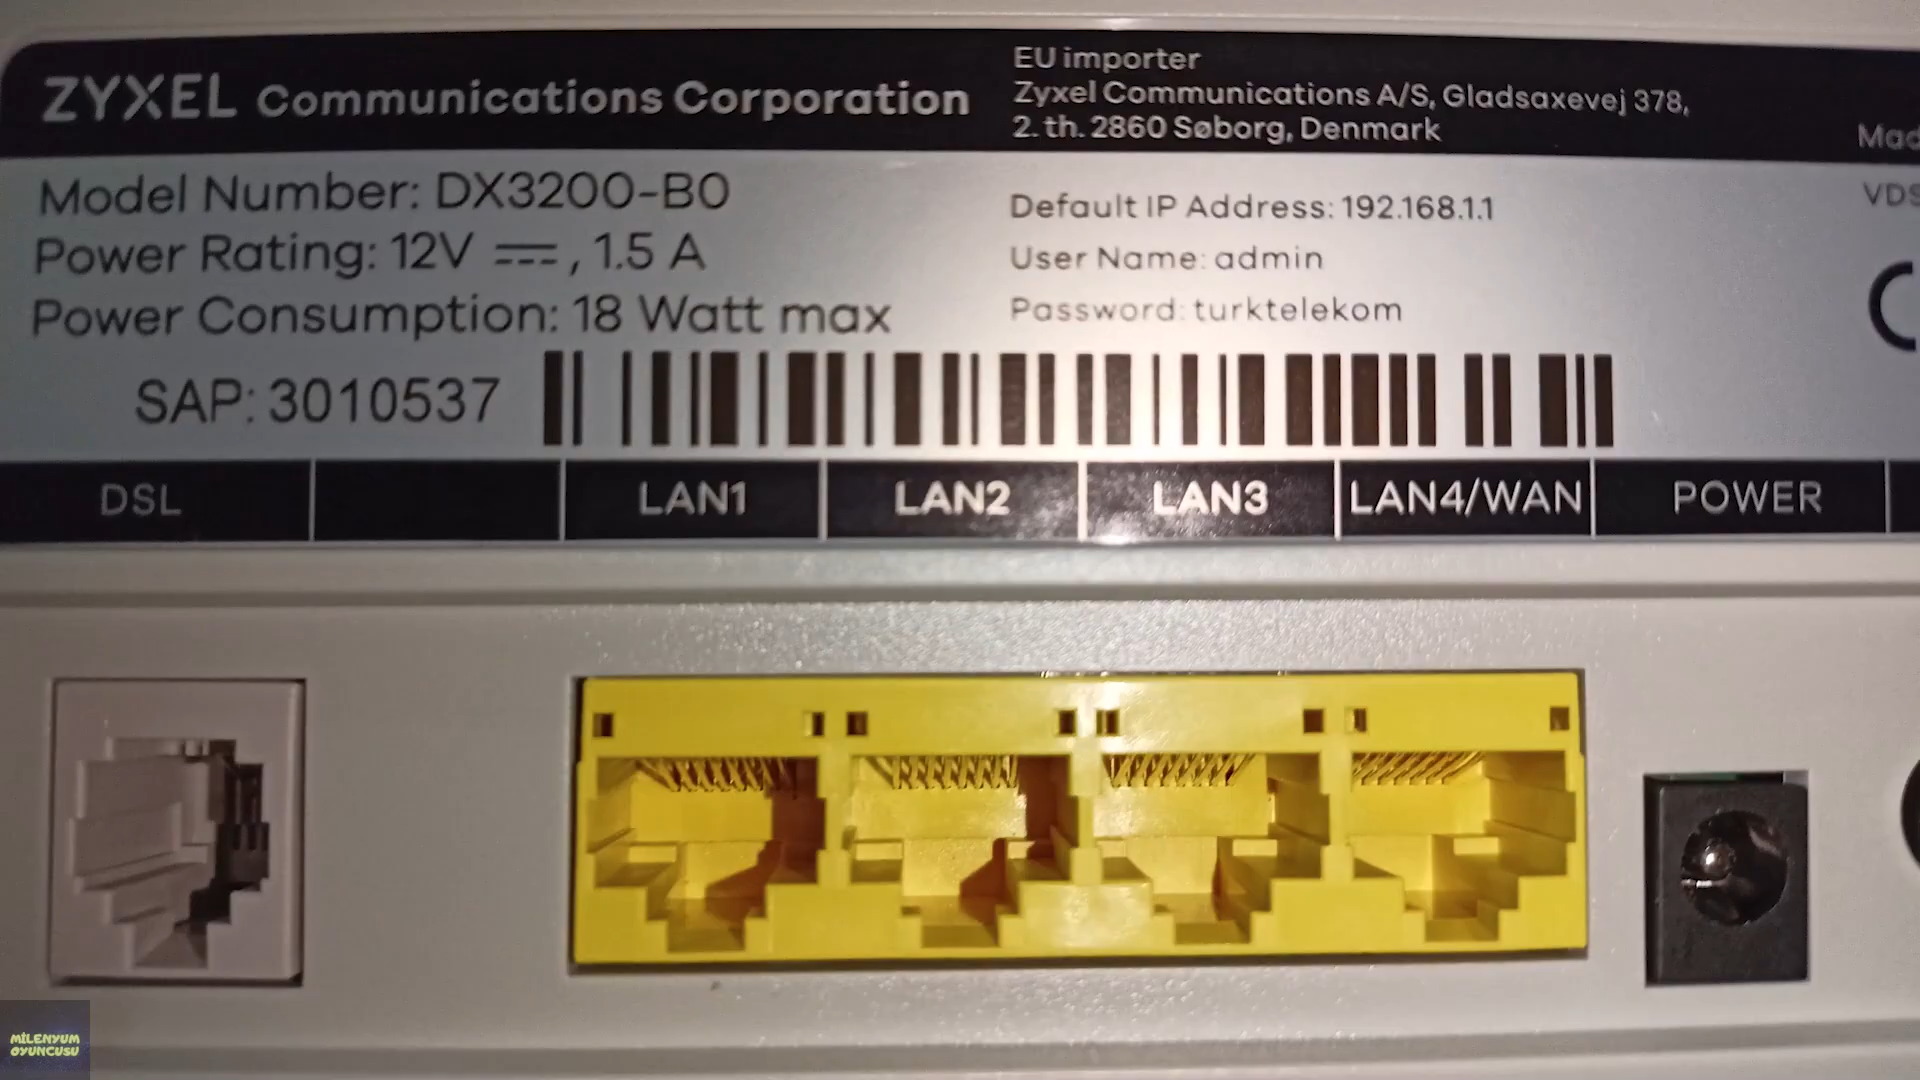 ZYXEL Communications Corporation
EU importer
Zyxel Communications A/S, Gladsaxevej 378,
2. th. 2860 Søborg, Denmark
Model Number: DX3200-B0
Power Rating: 12V ⎓, 1.5 A
Power Consumption: 18 Watt max
Default IP Address: 192.168.1.1
User Name: admin
Password: turktelekom
SAP: 3010537
DSL
LAN1
LAN2
LAN3
LAN4/WAN
POWER
MİLENYUM
OYUNCUSU